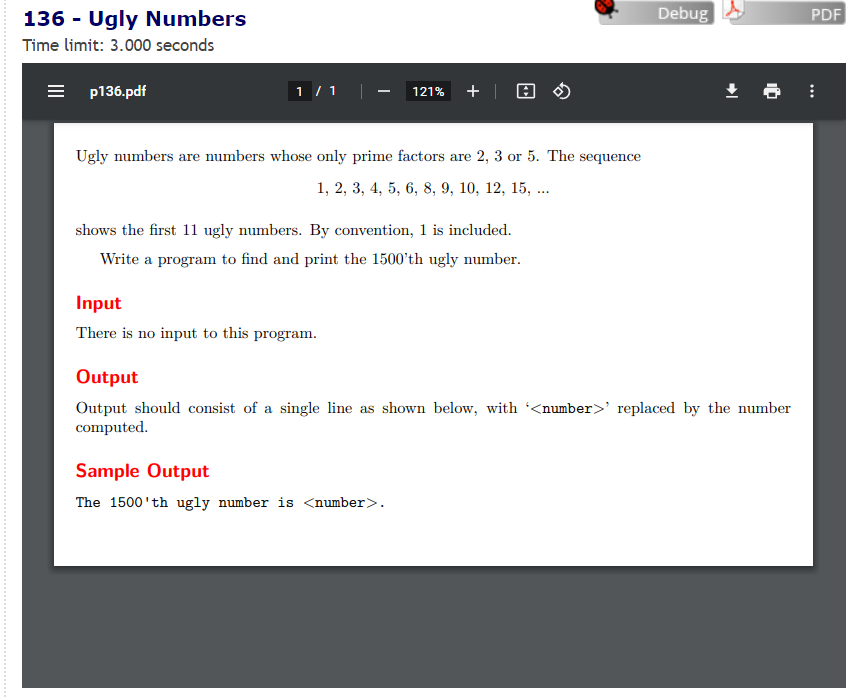 136 - Ugly Numbers
Debug
PDF
Time limit: 3.000 seconds
p136.pdf
1 / 1
121%
Ugly numbers are numbers whose only prime factors are 2, 3 or 5. The sequence
1, 2, 3, 4, 5, 6, 8, 9, 10, 12, 15, ...
shows the first 11 ugly numbers. By convention, 1 is included.
Write a program to find and print the 1500'th ugly number.
Input
There is no input to this program.
Output
Output should consist of a single line as shown below, with ‘<number>’ replaced by the number
computed.
Sample Output
The 1500'th ugly number is <number>.